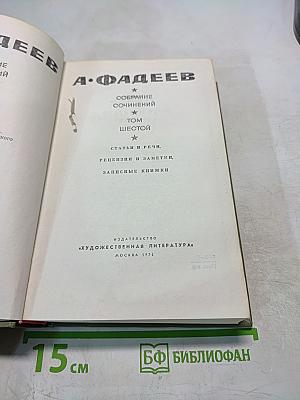 ФАДЕЕВ
А·ФАДЕЕВ
СОБРАНИЕ
СОЧИНЕНИЙ
ТОМ
ШЕСТОЙ
СТАТЬИ И РЕЧИ,
РЕЦЕНЗИИ И ЗАМЕТКИ,
ЗАПИСНЫЕ КНИЖКИ
ИЗДАТЕЛЬСТВО
«ХУДОЖЕСТВЕННАЯ ЛИТЕРАТУРА»
МОСКВА 1971
15 см
БФ БИБЛИОФАН